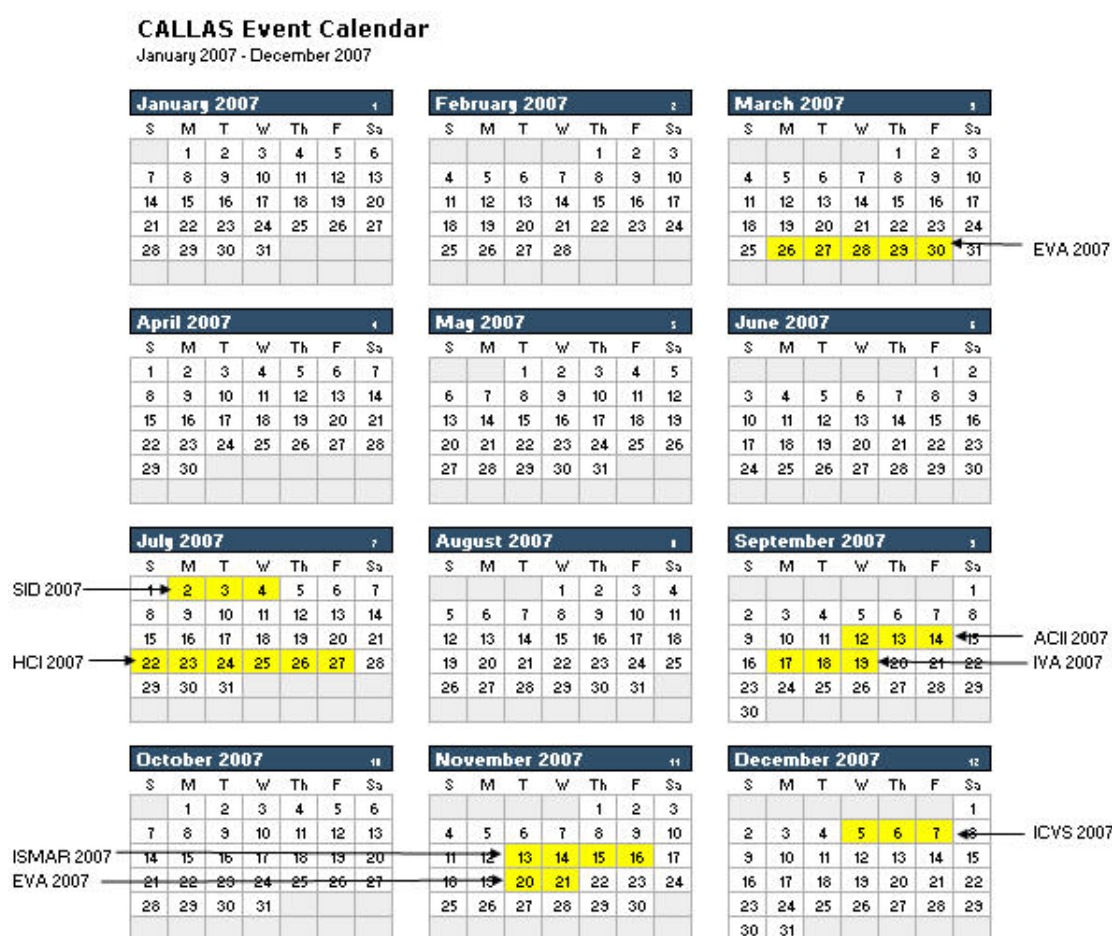 CALLAS Event Calendar
January 2007 - December 2007
January 2007 1 February 2007 2 March 2007 3
S M T W Th F Sa S M T W Th F Sa S M T W Th F Sa
1 2 3 4 5 6 1 2 3 1 2 3
7 8 9 10 11 12 13 4 5 6 7 8 9 10 4 5 6 7 8 9 10
14 15 16 17 18 19 20 11 12 13 14 15 16 17 11 12 13 14 15 16 17
21 22 23 24 25 26 27 18 19 20 21 22 23 24 18 19 20 21 22 23 24
28 29 30 31 25 26 27 28 25 26 27 28 29 30 31 EVA 2007
April 2007 4 May 2007 5 June 2007 6
S M T W Th F Sa S M T W Th F Sa S M T W Th F Sa
1 2 3 4 5 6 7 1 2 3 4 5 1 2
8 9 10 11 12 13 14 6 7 8 9 10 11 12 3 4 5 6 7 8 9
15 16 17 18 19 20 21 13 14 15 16 17 18 19 10 11 12 13 14 15 16
22 23 24 25 26 27 28 20 21 22 23 24 25 26 17 18 19 20 21 22 23
29 30 27 28 29 30 31 24 25 26 27 28 29 30
July 2007 7 August 2007 8 September 2007 9
S M T W Th F Sa S M T W Th F Sa S M T W Th F Sa
SID 2007 1 2 3 4 5 6 7 1 2 3 4 1
8 9 10 11 12 13 14 5 6 7 8 9 10 11 2 3 4 5 6 7 8
15 16 17 18 19 20 21 12 13 14 15 16 17 18 9 10 11 12 13 14 15 ACII 2007
HCI 2007 22 23 24 25 26 27 28 19 20 21 22 23 24 25 16 17 18 19 20 21 22 IVA 2007
29 30 31 26 27 28 29 30 31 23 24 25 26 27 28 29
30
October 2007 10 November 2007 11 December 2007 12
S M T W Th F Sa S M T W Th F Sa S M T W Th F Sa
1 2 3 4 5 6 1 2 3 1
7 8 9 10 11 12 13 4 5 6 7 8 9 10 2 3 4 5 6 7 8 ICVS 2007
ISMAR 2007 14 15 16 17 18 19 20 11 12 13 14 15 16 17 9 10 11 12 13 14 15
EVA 2007 21 22 23 24 25 26 27 18 19 20 21 22 23 24 16 17 18 19 20 21 22
28 29 30 31 25 26 27 28 29 30 23 24 25 26 27 28 29
30 31